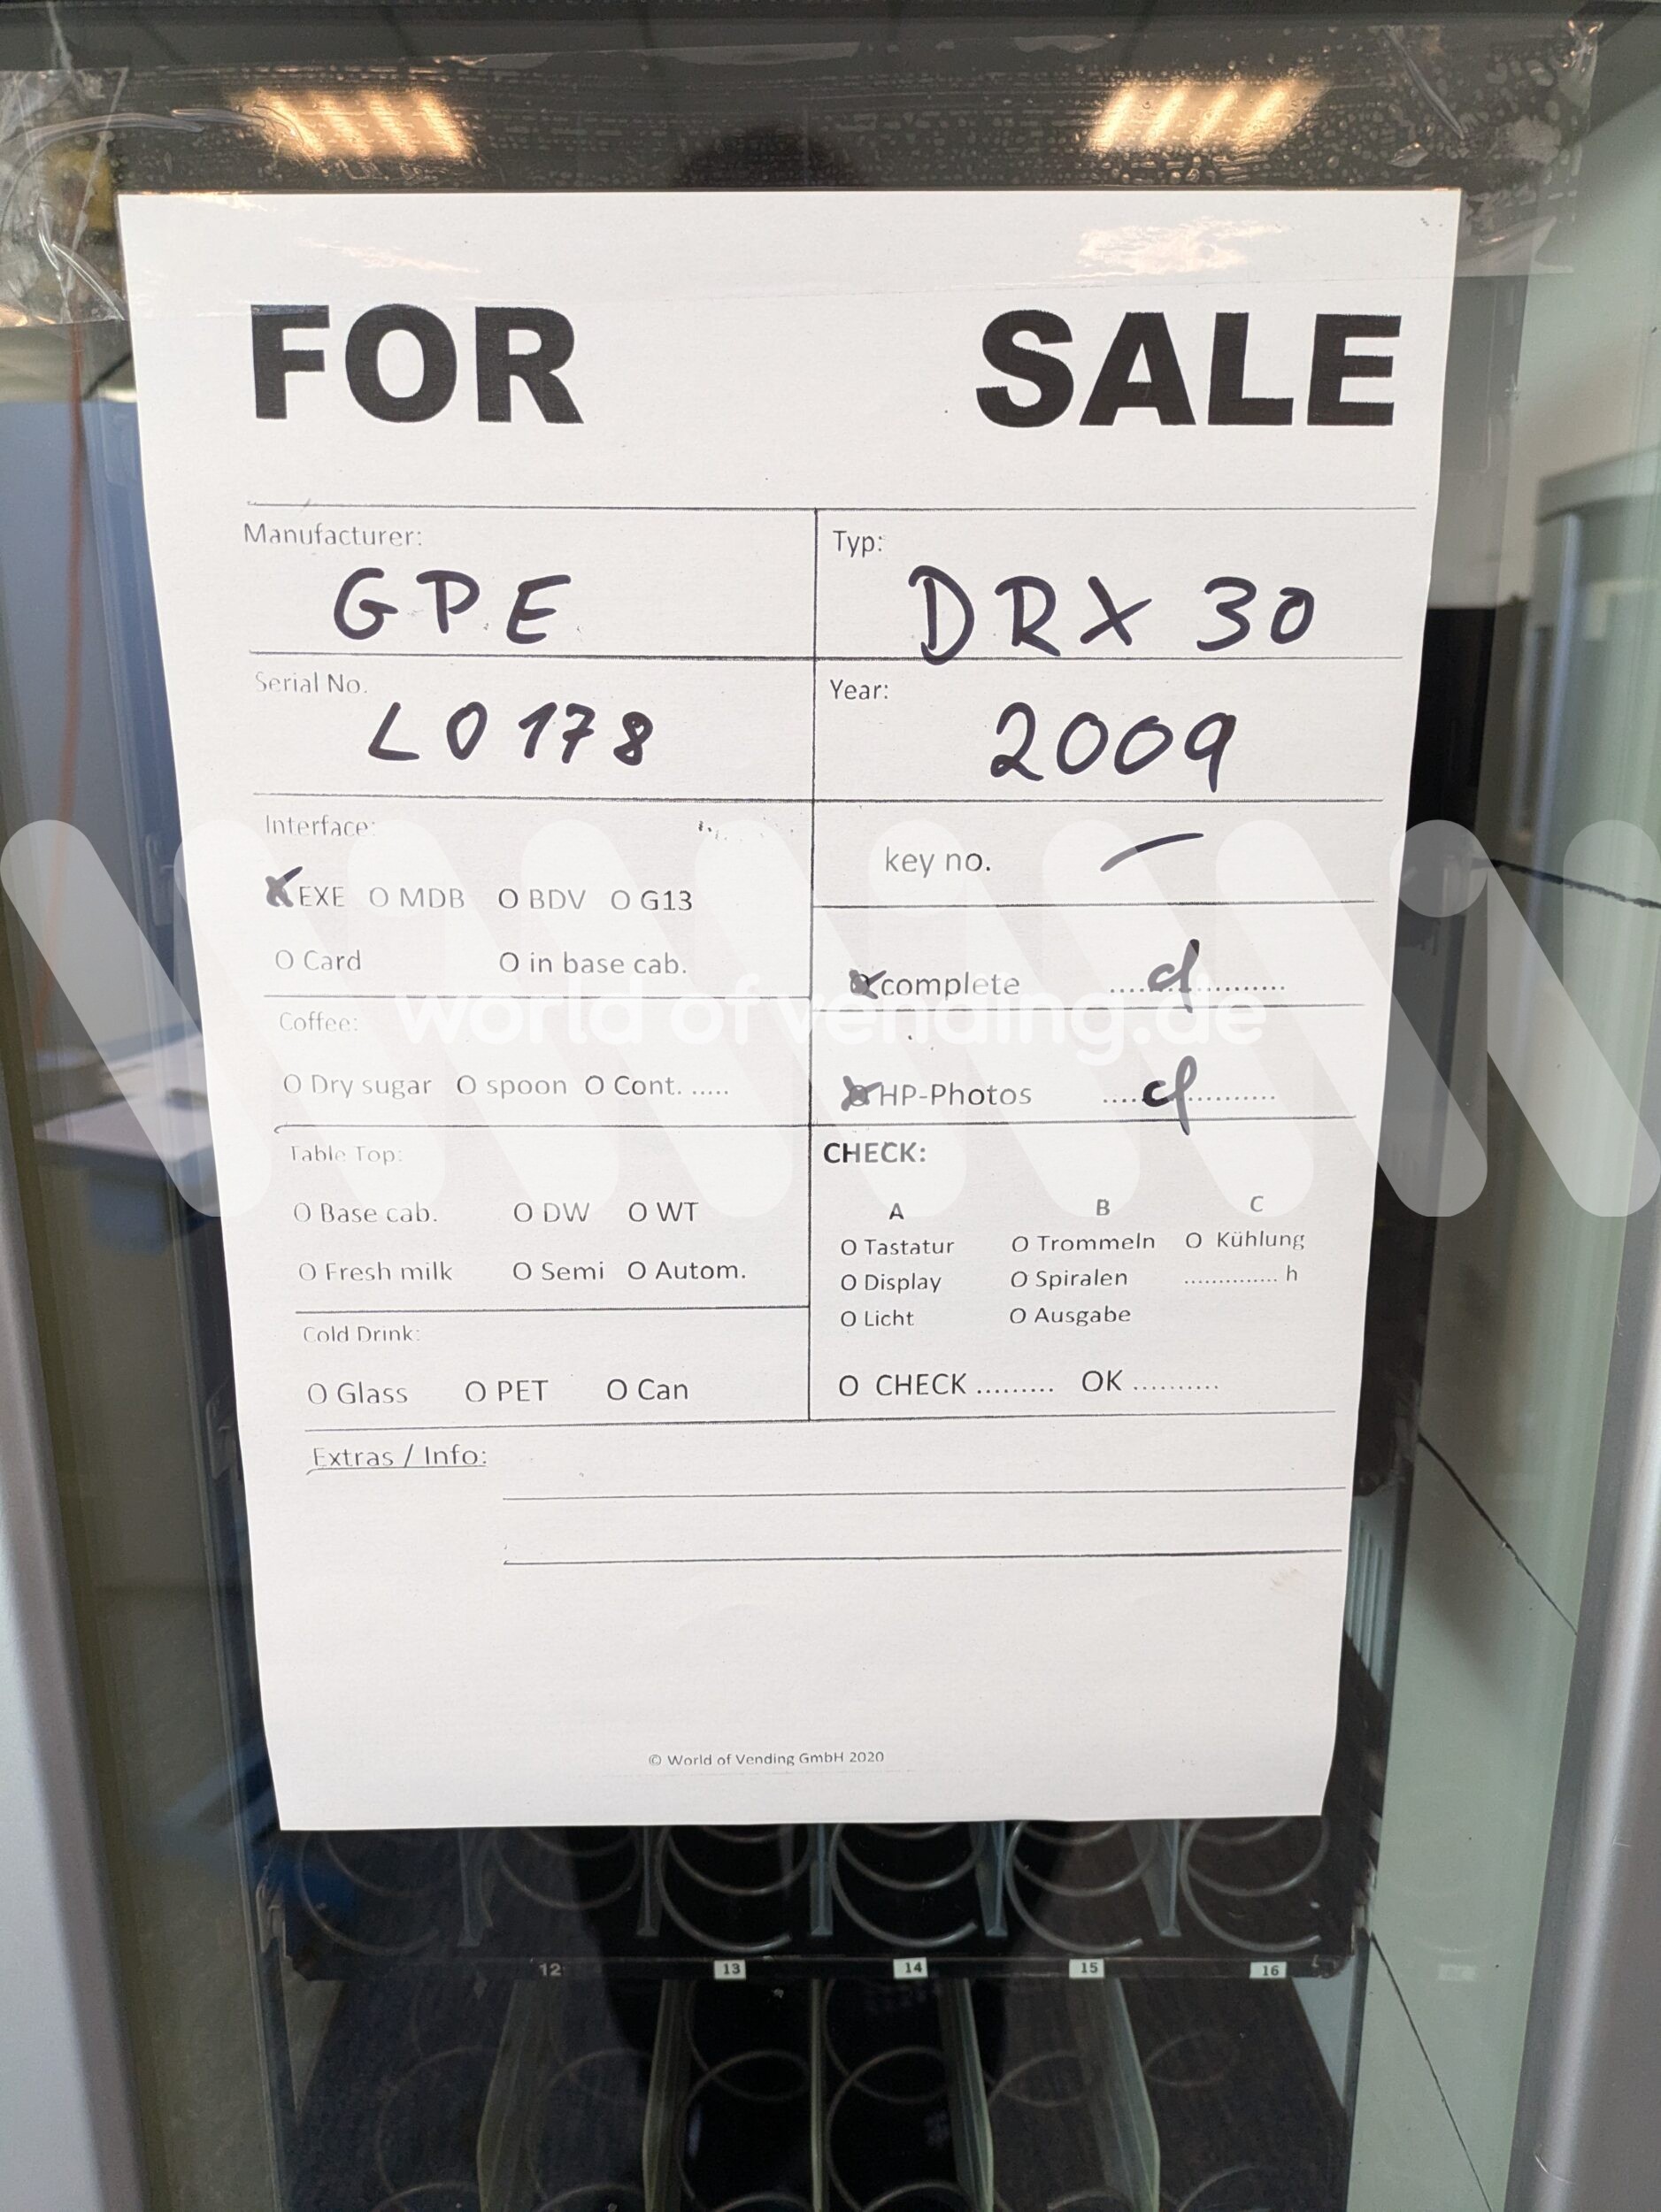 FOR SALE
Manufacturer: Typ:
GPE DRX 30
Serial No. Year:
L0178 2009
Interface:
key no. —
EXE O MDB O BDV O G13
O Card O in base cab.
complete ....................
world of vending.de
Coffee:
O Dry sugar O spoon O Cont. .....
HP-Photos ....................
Table Top: CHECK:
A B C
O Base cab. O DW O WT
O Tastatur O Trommeln O Kühlung
O Fresh milk O Semi O Autom.
O Display O Spiralen .............. h
O Licht O Ausgabe
Cold Drink:
O Glass O PET O Can
O CHECK ......... OK ..........
Extras / Info:
© World of Vending GmbH 2020
12 13 14 15 16